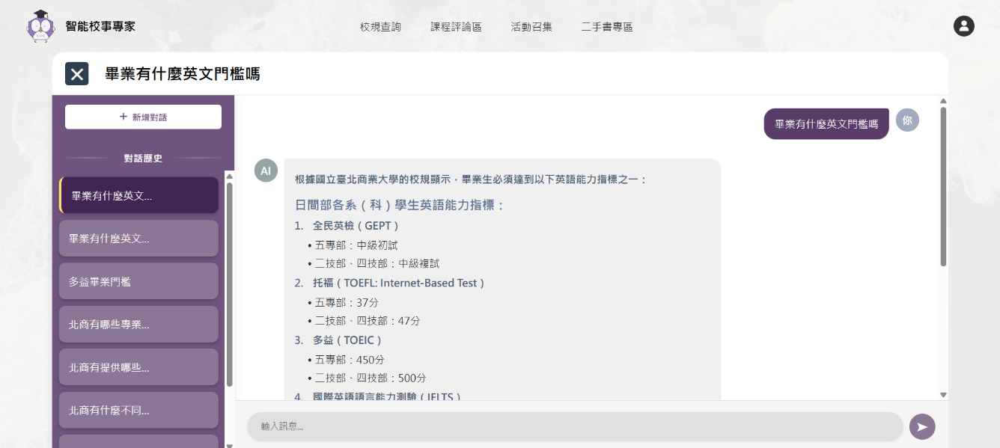 智能校事專家
校規查詢
課程評論區
活動召集
二手書專區
畢業有什麼英文門檻嗎
+ 新增對話
對話歷史
畢業有什麼英文...
畢業有什麼英文...
多益畢業門檻
北商有哪些專業...
北商有提供哪些...
北商有什麼不同...
畢業有什麼英文門檻嗎
你
AI
根據國立臺北商業大學的校規顯示，畢業生必須達到以下英語能力指標之一：
日間部各系（科）學生英語能力指標：
1. 全民英檢（GEPT）
• 五專部：中級初試
• 二技部、四技部：中級複試
2. 托福（TOEFL: Internet-Based Test）
• 五專部：37分
• 二技部、四技部：47分
3. 多益（TOEIC）
• 五專部：450分
• 二技部、四技部：500分
4. 國際英語語言能力測驗（IELTS）
輸入訊息...